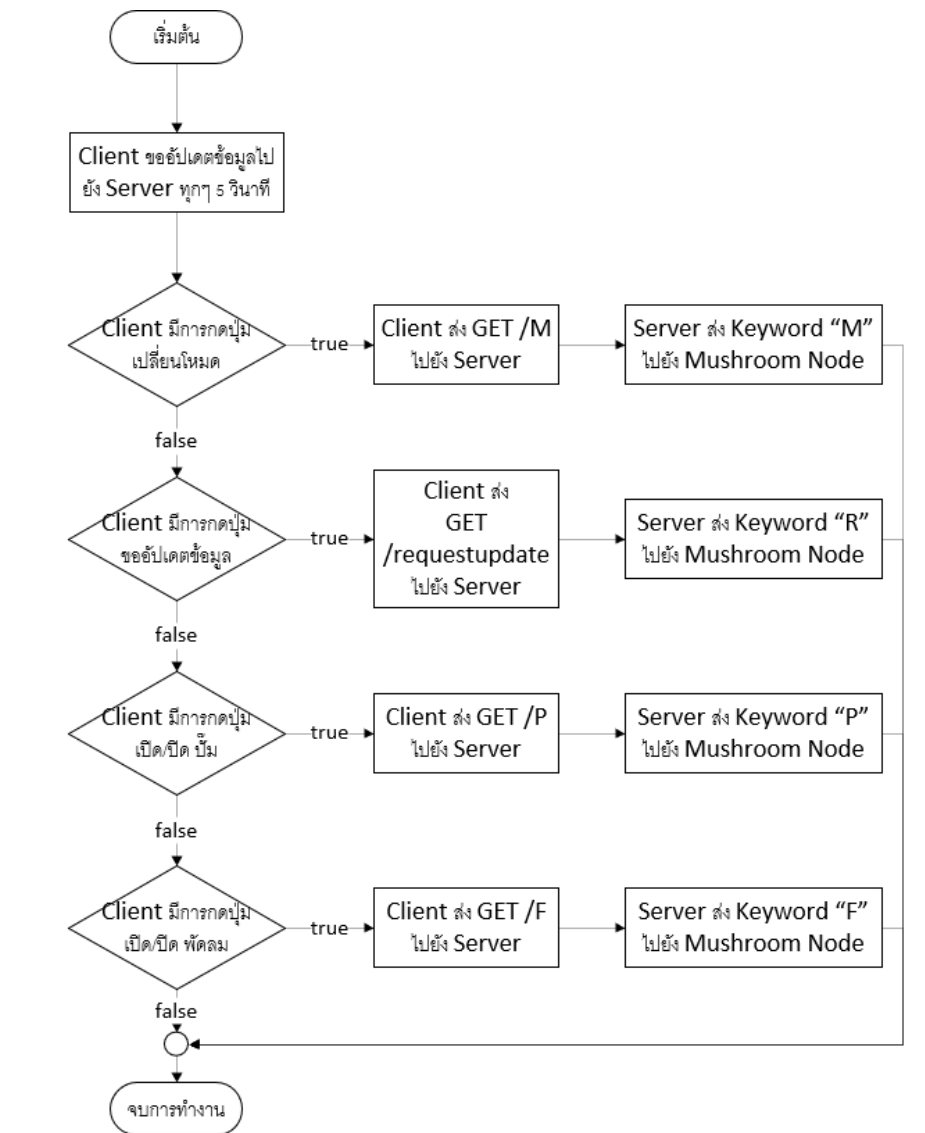 เริ่มต้น
Client ขออัปเดตข้อมูลไป
ยัง Server ทุกๆ 5 วินาที
Client มีการกดปุ่ม
เปลี่ยนโหมด
true
Client ส่ง GET /M
ไปยัง Server
Server ส่ง Keyword “M”
ไปยัง Mushroom Node
false
Client มีการกดปุ่ม
ขออัปเดตข้อมูล
true
Client ส่ง
GET
/requestupdate
ไปยัง Server
Server ส่ง Keyword “R”
ไปยัง Mushroom Node
false
Client มีการกดปุ่ม
เปิด/ปิด ปั๊ม
true
Client ส่ง GET /P
ไปยัง Server
Server ส่ง Keyword “P”
ไปยัง Mushroom Node
false
Client มีการกดปุ่ม
เปิด/ปิด พัดลม
true
Client ส่ง GET /F
ไปยัง Server
Server ส่ง Keyword “F”
ไปยัง Mushroom Node
false
จบการทำงาน